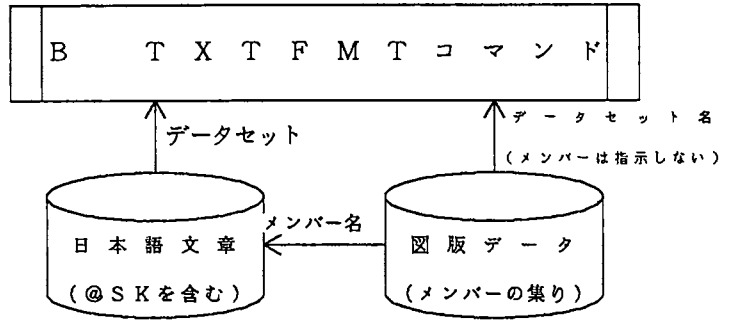 B TXTFMTコマンド
データセット
データセット名
(メンバーは指示しない)
メンバー名
日本語文章
(@SKを含む)
図版データ
(メンバーの集り)